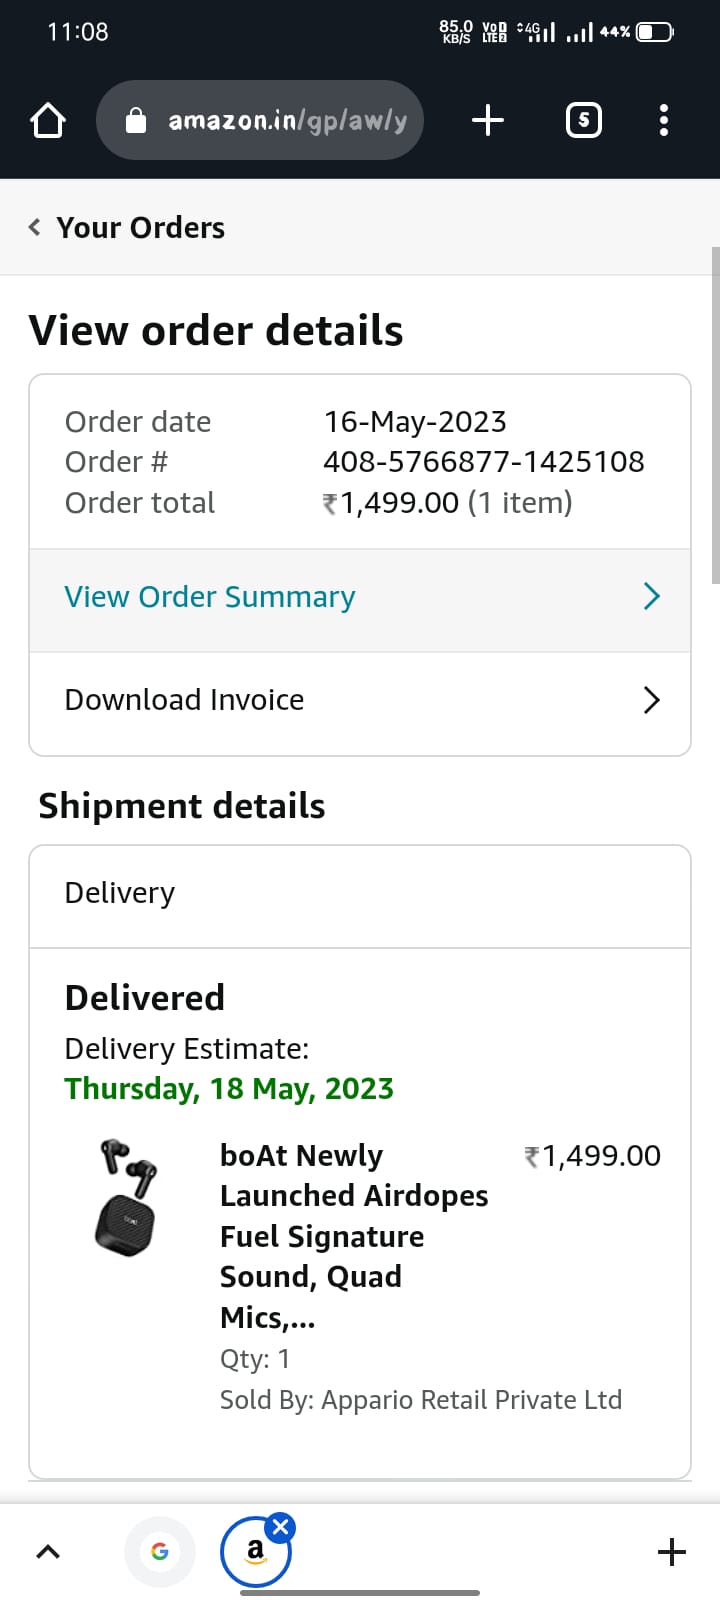 11:08
85.0 KB/S VoD LTE2 4G 44%
amazon.in/gp/aw/y
5
Your Orders
View order details
Order date 16-May-2023
Order # 408-5766877-1425108
Order total ₹1,499.00 (1 item)
View Order Summary
Download Invoice
Shipment details
Delivery
Delivered
Delivery Estimate:
Thursday, 18 May, 2023
boAt Newly ₹1,499.00
Launched Airdopes
Fuel Signature
Sound, Quad
Mics,...
Qty: 1
Sold By: Appario Retail Private Ltd
G a